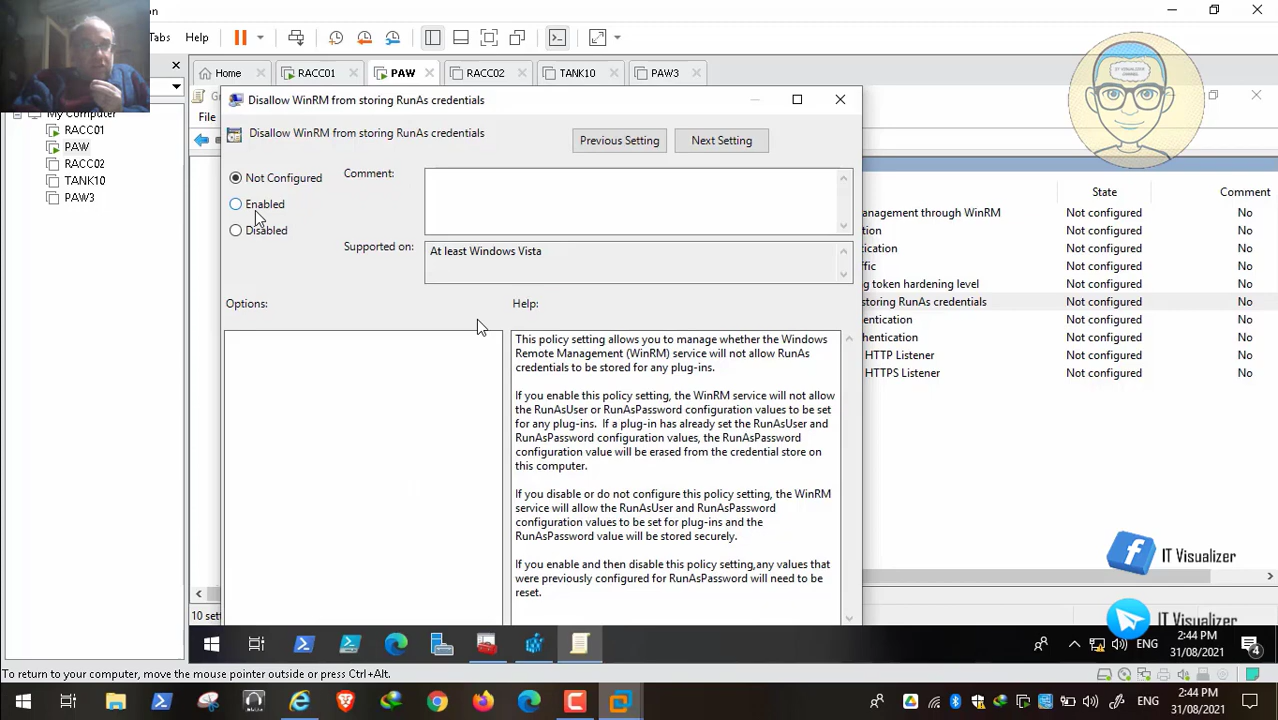 on
Tabs
Help
Home
RACC01
PAW
RACC02
TANK10
PAW3
IT VISUALIZER
CHANNEL
My Computer
RACC01
PAW
RACC02
TANK10
PAW3
File
Disallow WinRM from storing RunAs credentials
Disallow WinRM from storing RunAs credentials
Previous Setting
Next Setting
Not Configured
Enabled
Disabled
Comment:
Supported on:
At least Windows Vista
Options:
Help:
This policy setting allows you to manage whether the Windows
Remote Management (WinRM) service will not allow RunAs
credentials to be stored for any plug-ins.
If you enable this policy setting, the WinRM service will not allow
the RunAsUser or RunAsPassword configuration values to be set
for any plug-ins.  If a plug-in has already set the RunAsUser and
RunAsPassword configuration values, the RunAsPassword
configuration value will be erased from the credential store on
this computer.
If you disable or do not configure this policy setting, the WinRM
service will allow the RunAsUser and RunAsPassword
configuration values to be set for plug-ins and the
RunAsPassword value will be stored securely.
If you enable and then disable this policy setting,any values that
were previously configured for RunAsPassword will need to be
reset.
State
Comment
anagement through WinRM Not configured No
tion Not configured No
ication Not configured No
ffic Not configured No
g token hardening level Not configured No
storing RunAs credentials Not configured No
uthentication Not configured No
hentication Not configured No
HTTP Listener Not configured No
HTTPS Listener Not configured No
IT Visualizer
IT Visualizer
10 set
ENG
2:44 PM
31/08/2021
4
To return to your computer, move the mouse pointer outside or press Ctrl+Alt.
ENG
2:44 PM
31/08/2021